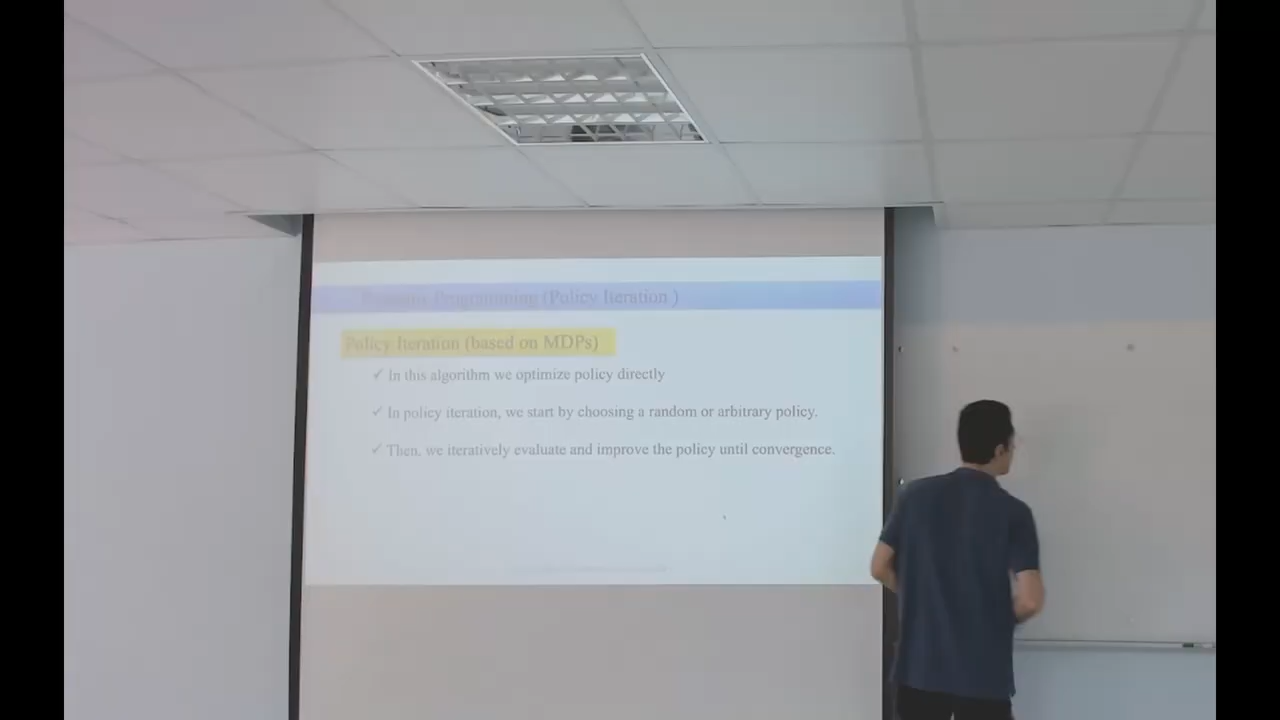 Programming (Policy Iteration )
Policy Iteration (based on MDPs)
✓ In this algorithm we optimize policy directly
✓ In policy iteration, we start by choosing a random or arbitrary policy.
✓ Then, we iteratively evaluate and improve the policy until convergence.